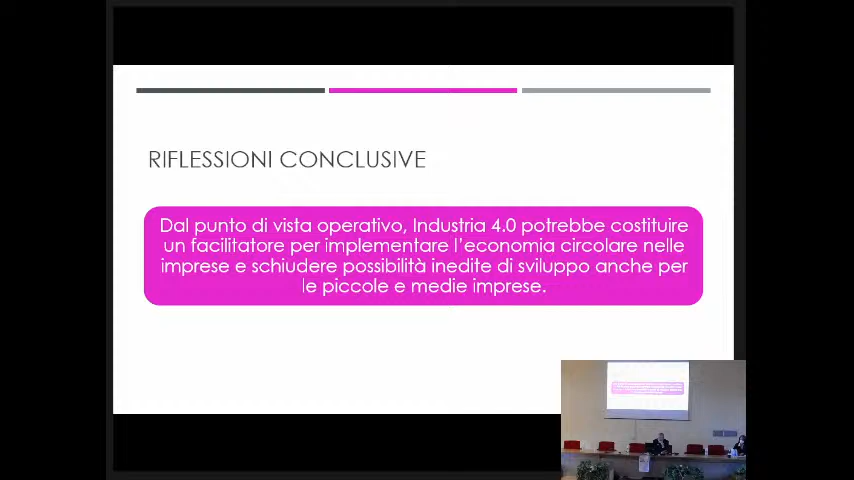 RIFLESSIONI CONCLUSIVE
Dal punto di vista operativo, Industria 4.0 potrebbe costituire
un facilitatore per implementare l'economia circolare nelle
imprese e schiudere possibilità inedite di sviluppo anche per
le piccole e medie imprese.